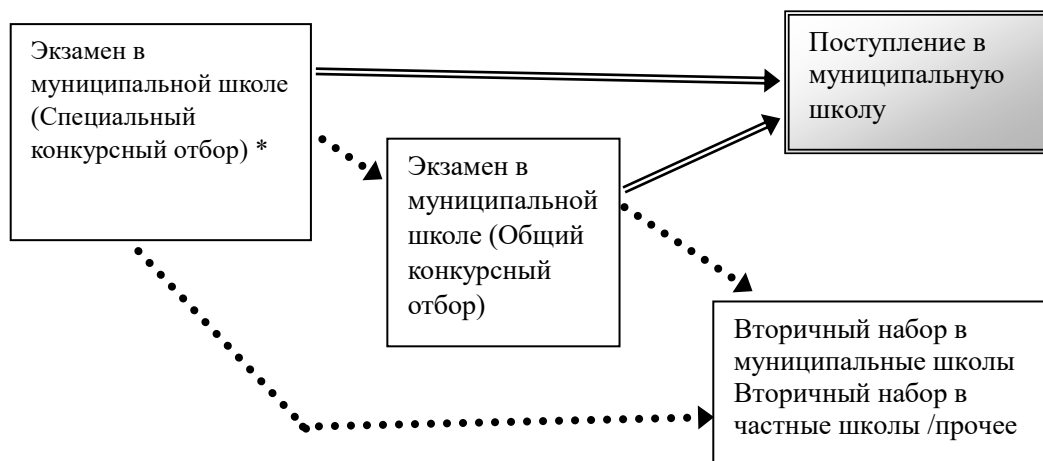 Экзамен в
муниципальной школе
(Специальный
конкурсный отбор) *
Поступление в
муниципальную
школу
Экзамен в
муниципальной
школе (Общий
конкурсный
отбор)
Вторичный набор в
муниципальные школы
Вторичный набор в
частные школы /прочее